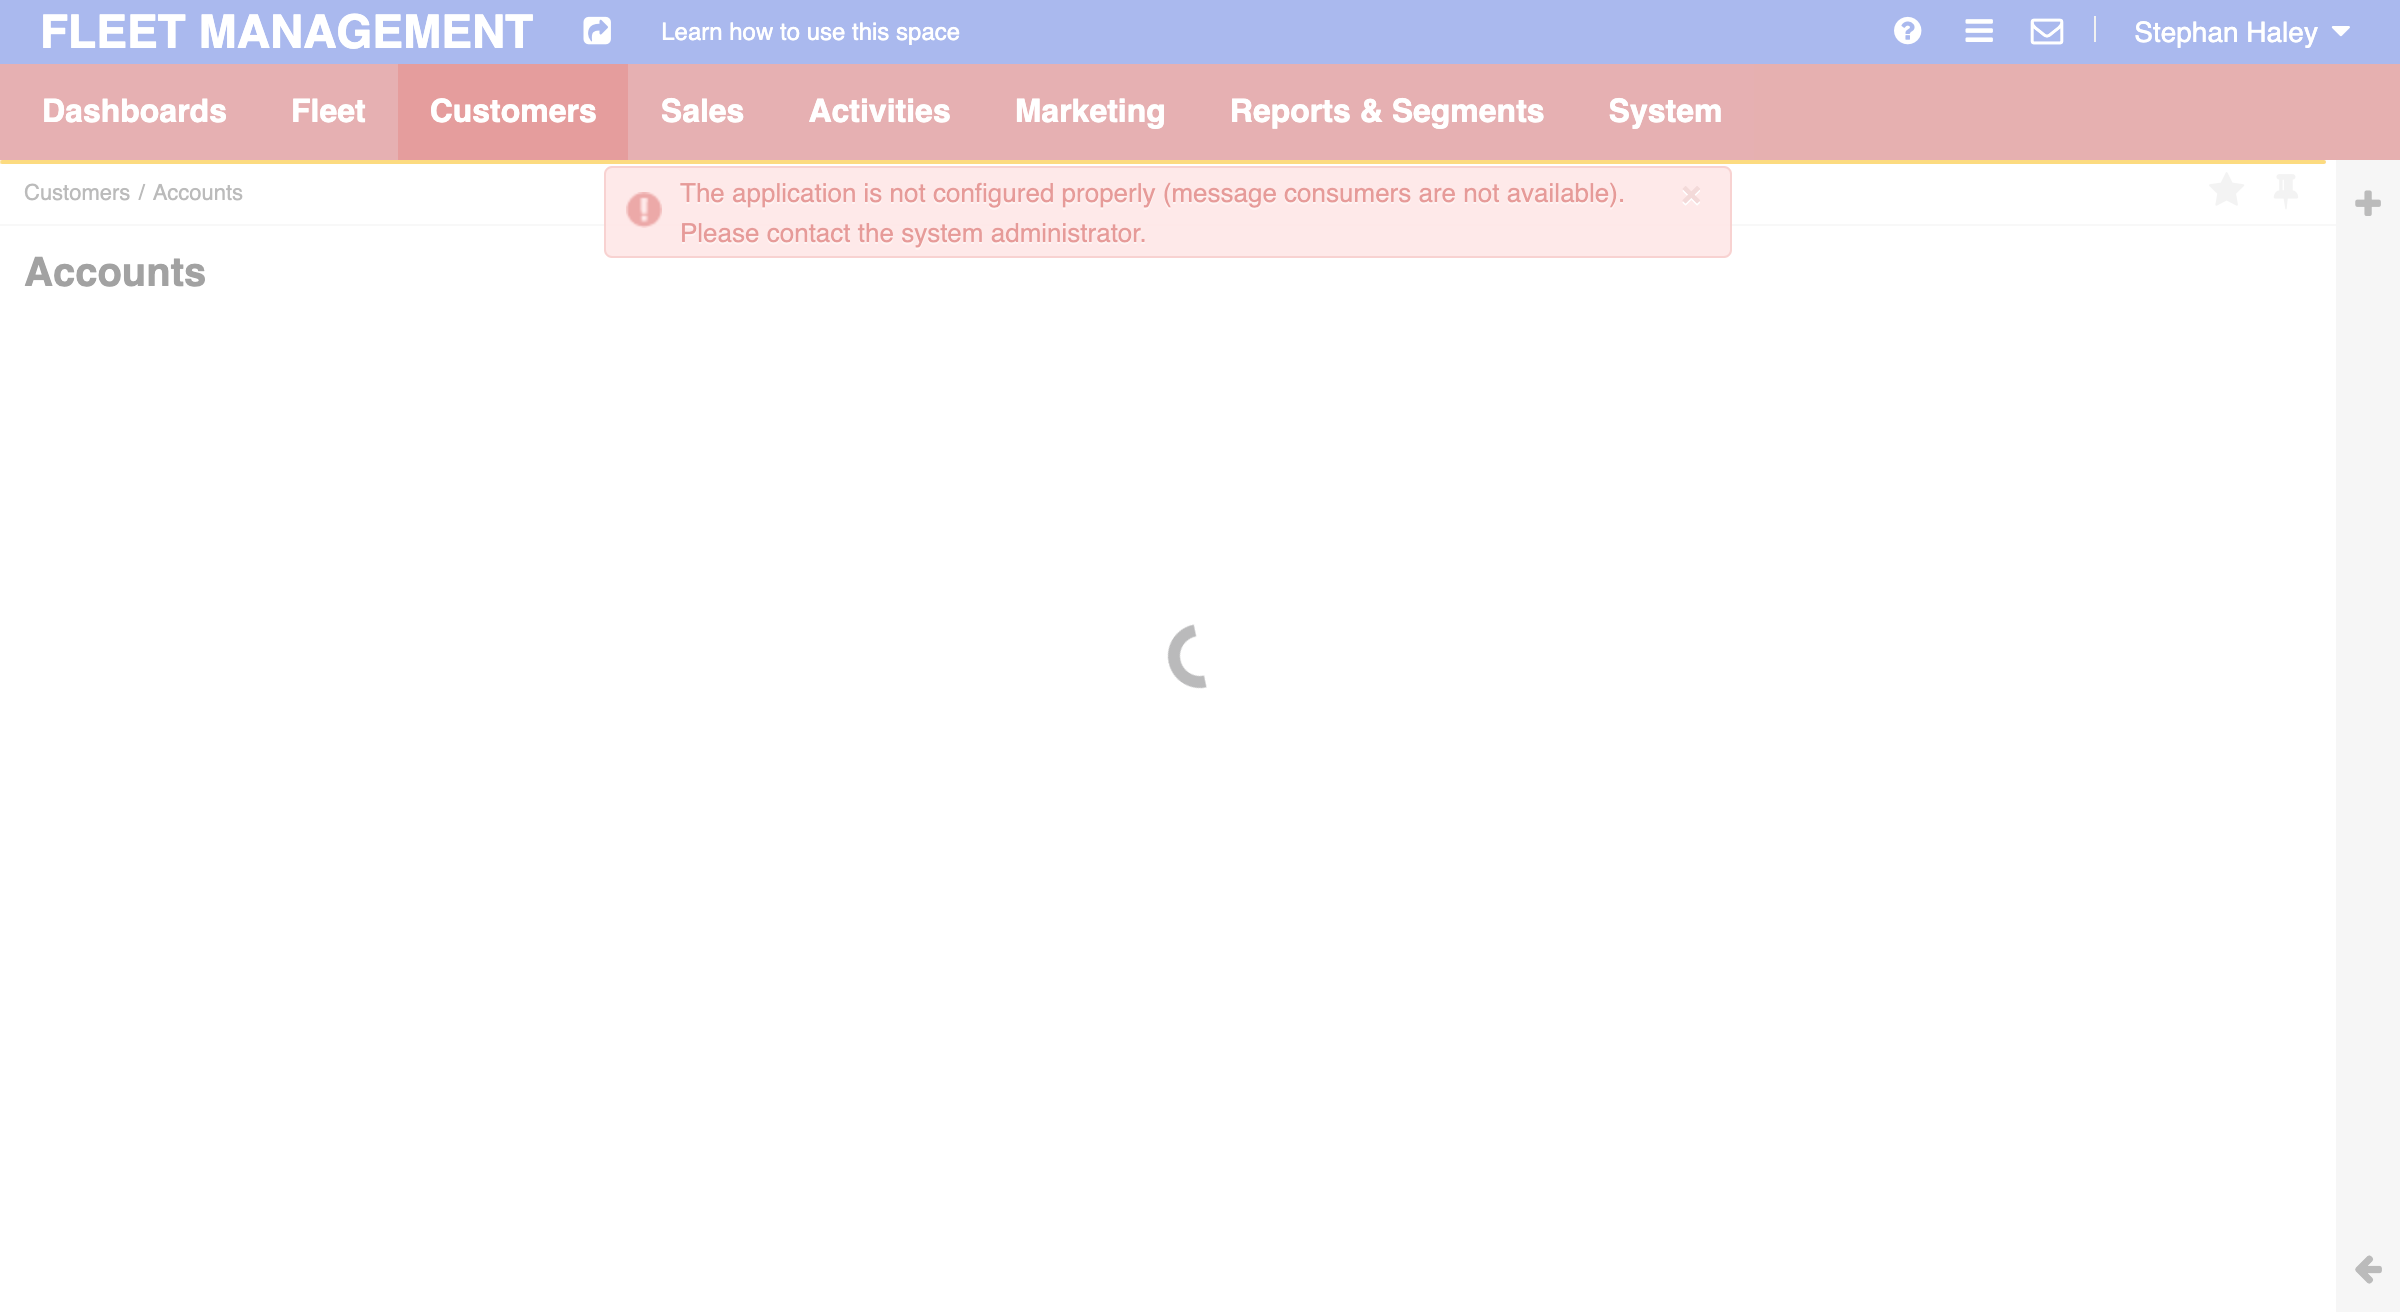 FLEET MANAGEMENT
Learn how to use this space
Stephan Haley
Dashboards
Fleet
Customers
Sales
Activities
Marketing
Reports & Segments
System
Customers / Accounts
The application is not configured properly (message consumers are not available).
Please contact the system administrator.
Accounts